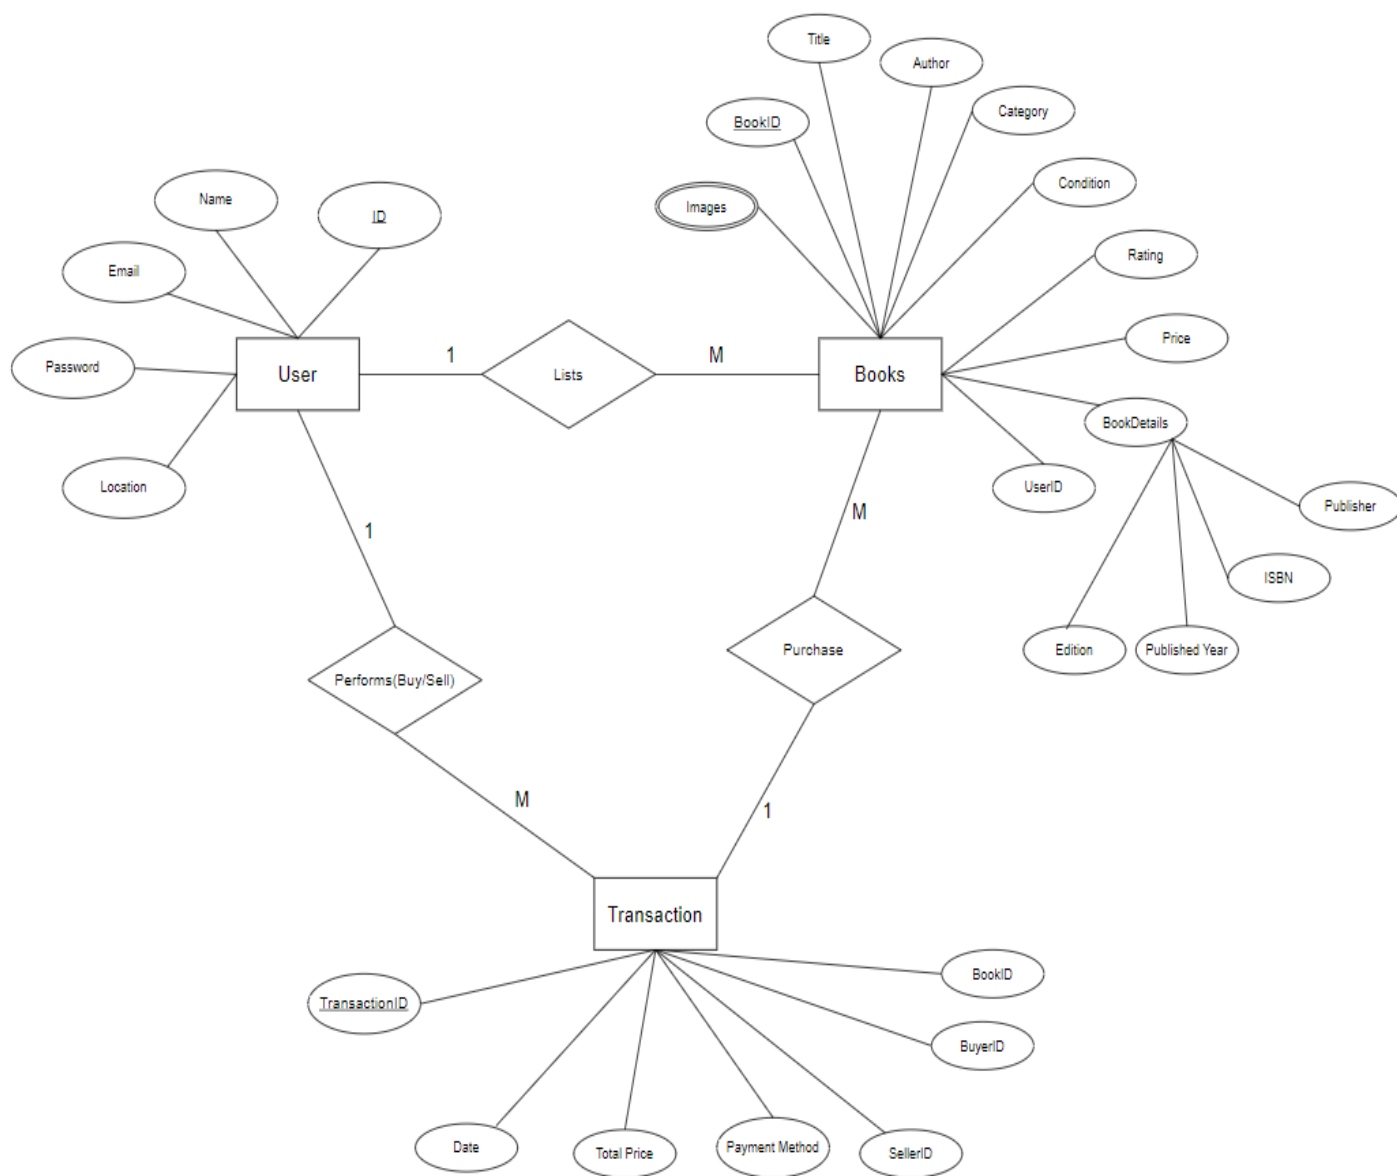 Title
Author
Category
BookID
Condition
Images
Name
ID
Rating
Email
Price
Password
User
1
Lists
M
Books
BookDetails
UserID
Location
Publisher
M
1
ISBN
Edition
Published Year
Purchase
Performs(Buy/Sell)
M
1
Transaction
BookID
TransactionID
BuyerID
Date
Total Price
Payment Method
SellerID